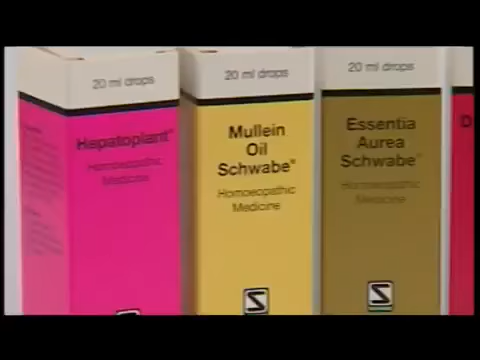 20 ml drops
Hepatoplant®
Homoeopathic
Medicine
20 ml drops
Mullein
Oil
Schwabe®
Homoeopathic
Medicine
20 ml drops
Essentia
Aurea
Schwabe®
Homoeopathic
Medicine
D